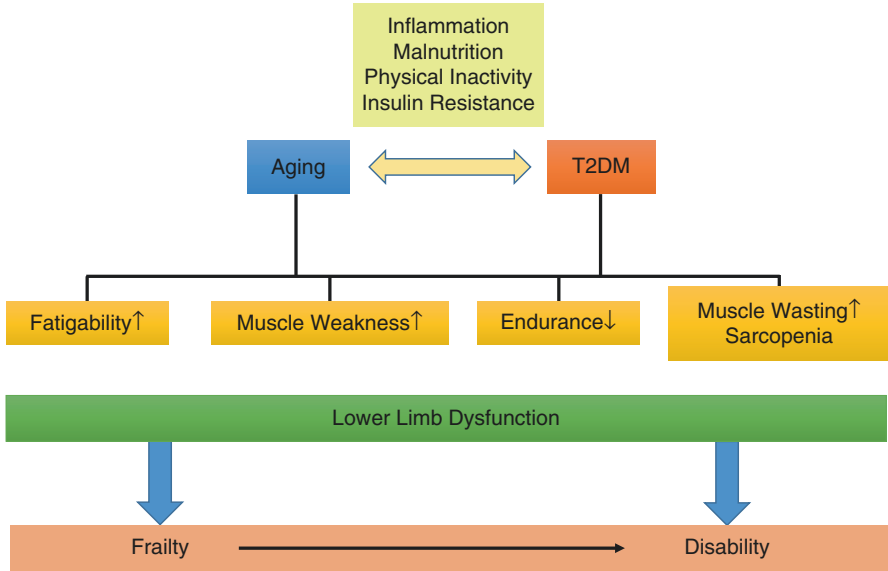 Inflammation
Malnutrition
Physical Inactivity
Insulin Resistance
Aging
T2DM
Fatigability↑
Muscle Weakness↑
Endurance↓
Muscle Wasting↑
Sarcopenia
Lower Limb Dysfunction
Frailty
Disability